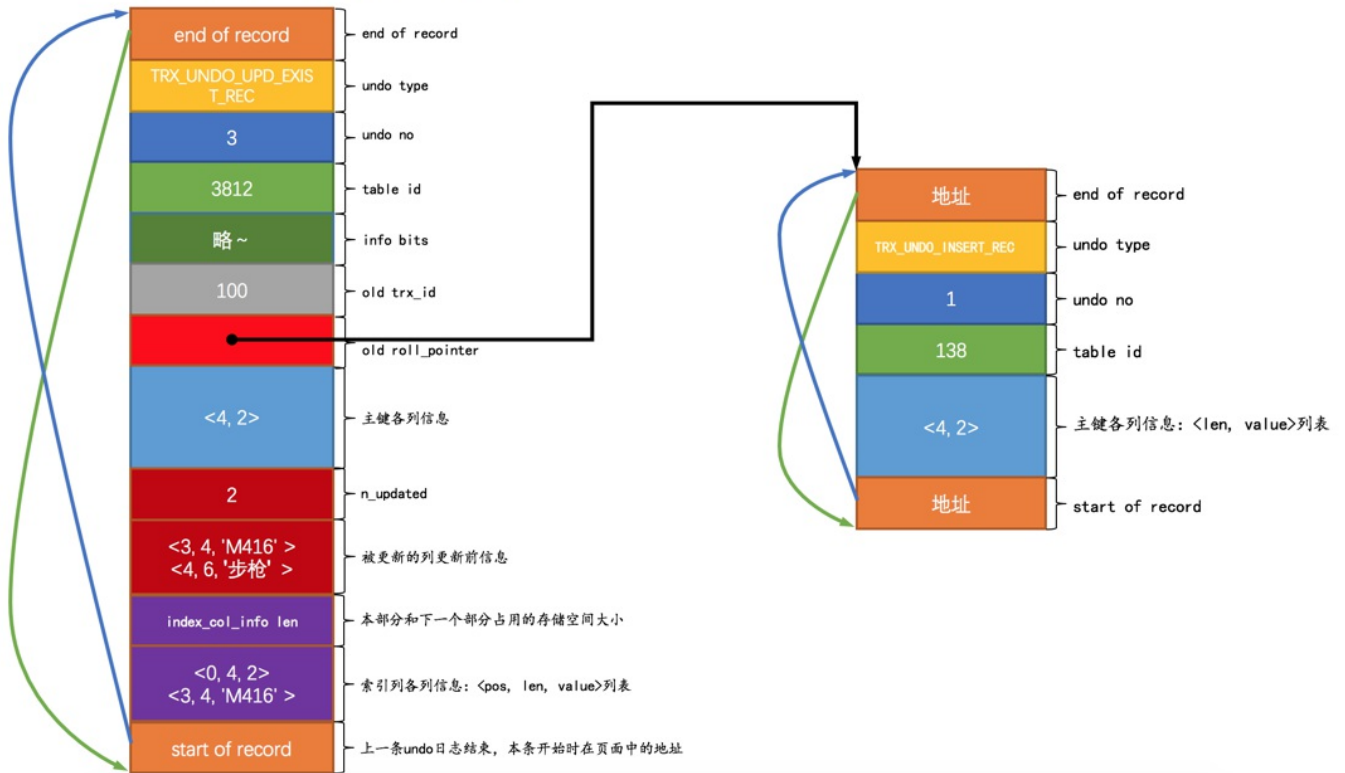 end of record
end of record
TRX_UNDO_UPD_EXIS
T_REC
undo type
3
undo no
3812
table id
略~
info bits
100
old trx_id
old roll_pointer
<4, 2>
主键各列信息
2
n_updated
<3, 4, 'M416' >
<4, 6, '步枪' >
被更新的列更新前信息
index_col_info len
本部分和下一个部分占用的存储空间大小
<0, 4, 2>
<3, 4, 'M416' >
索引列各列信息: <pos, len, value>列表
start of record
上一条undo日志结束, 本条开始时在页面中的地址
地址
end of record
TRX_UNDO_INSERT_REC
undo type
1
undo no
138
table id
<4, 2>
主键各列信息: <len, value>列表
地址
start of record